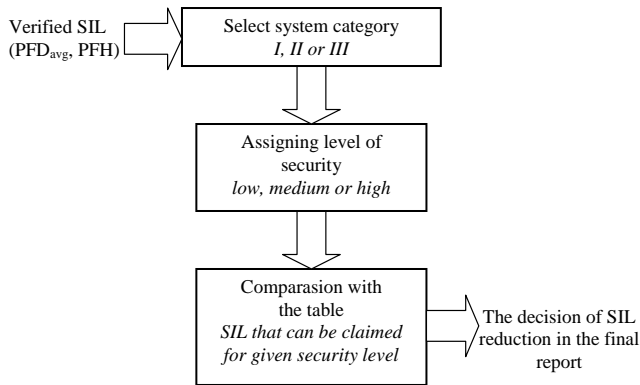 Verified SIL
(PFDavg, PFH)
Select system category
I, II or III
Assigning level of
security
low, medium or high
Comparasion with
the table
SIL that can be claimed
for given security level
The decision of SIL
reduction in the final
report